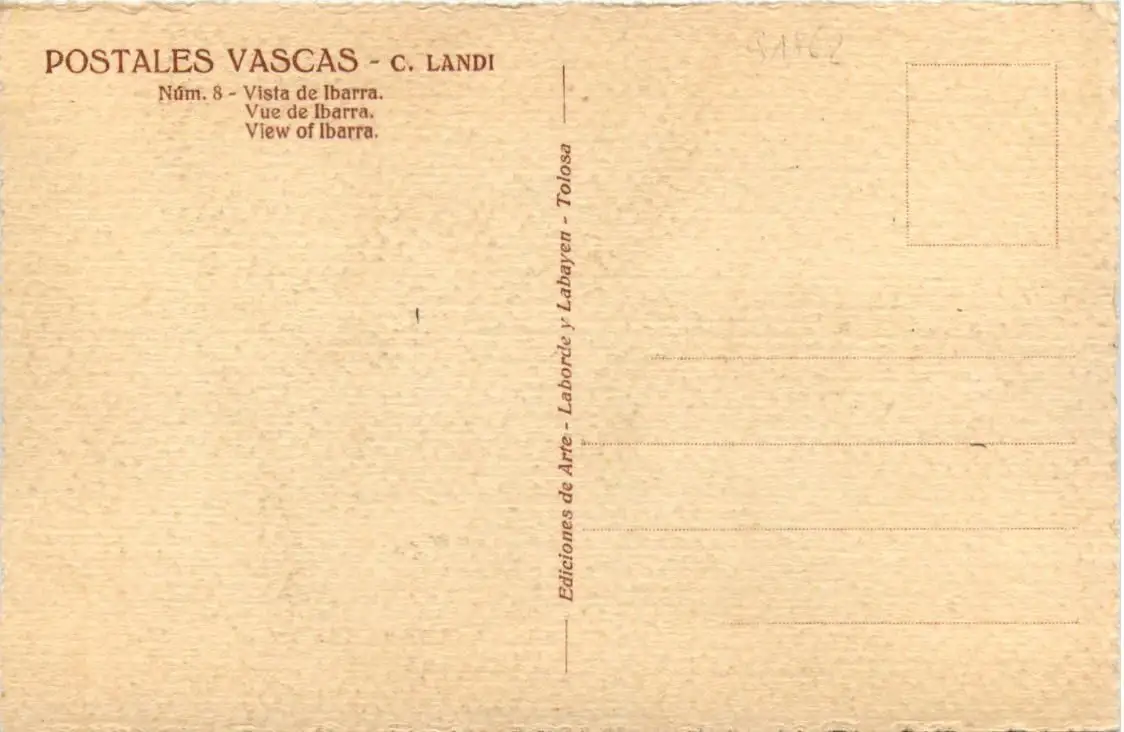 POSTALES VASCAS - C. LANDI
Núm. 8 - Vista de Ibarra.
Vue de Ibarra.
View of Ibarra.
Ediciones de Arte - Laborde y Labayen - Tolosa